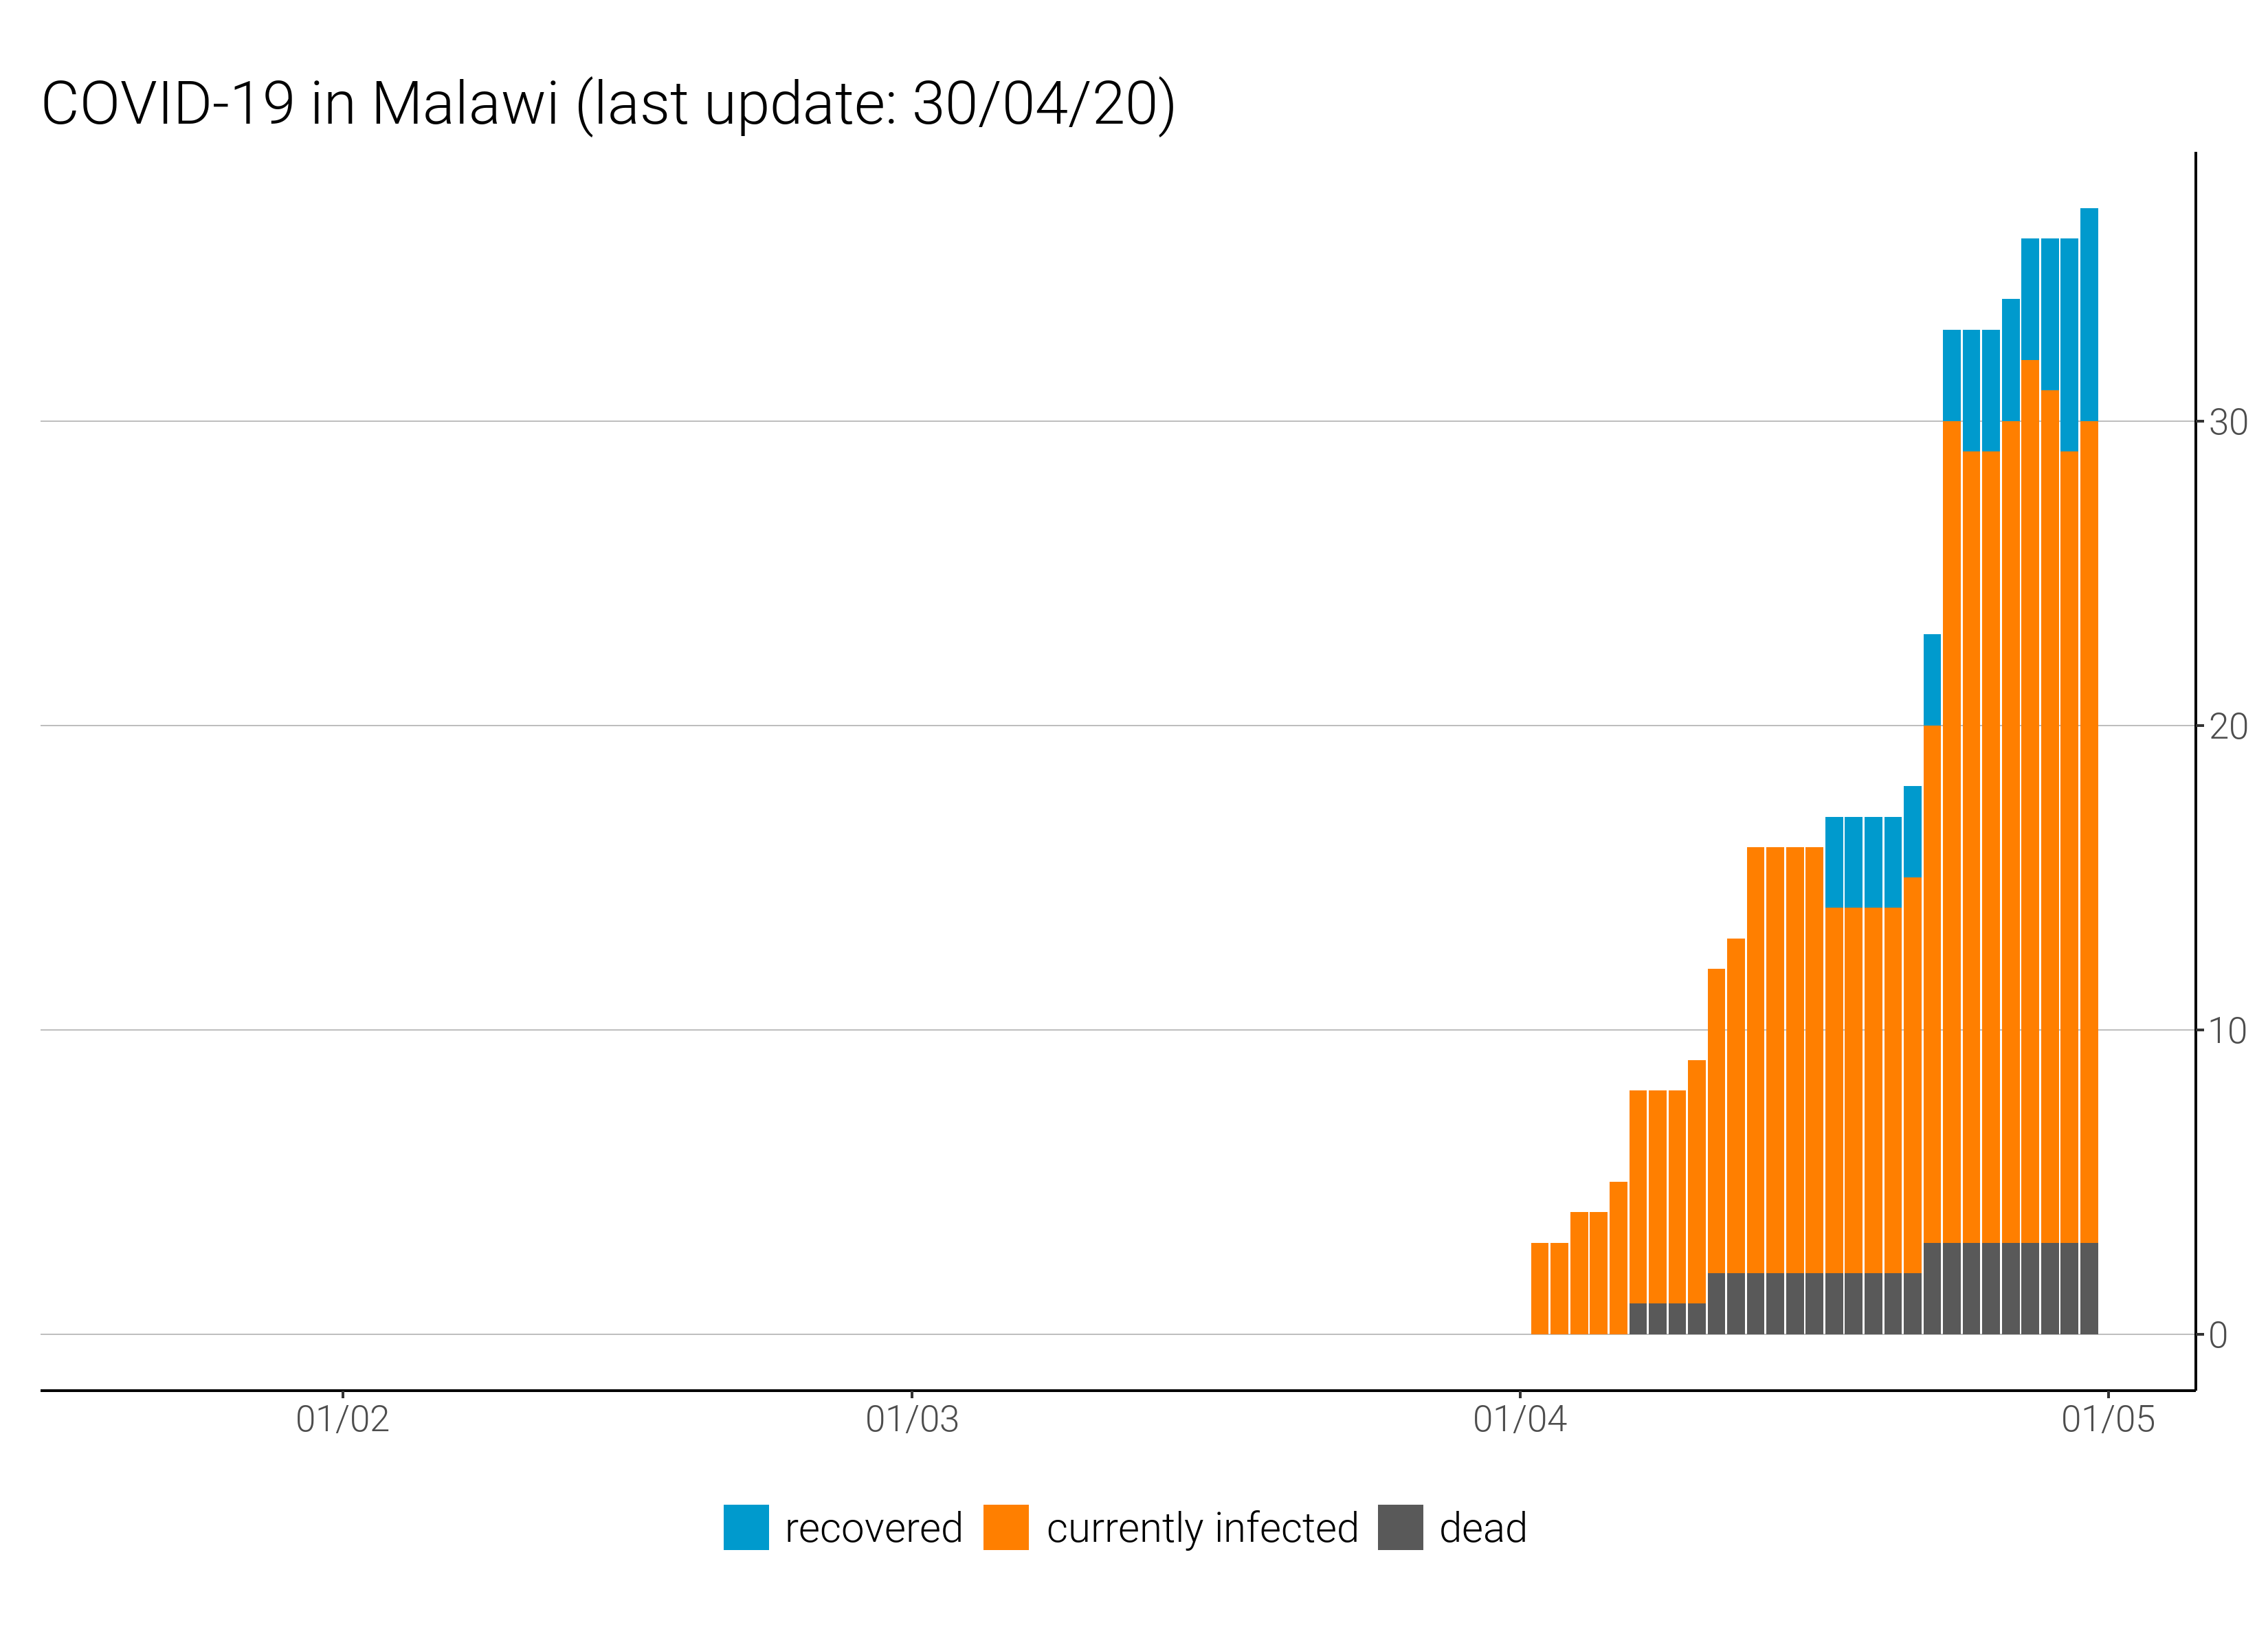 COVID-19 in Malawi (last update: 30/04/20)
30
20
10
0
01/02 01/03 01/04 01/05
recovered currently infected dead